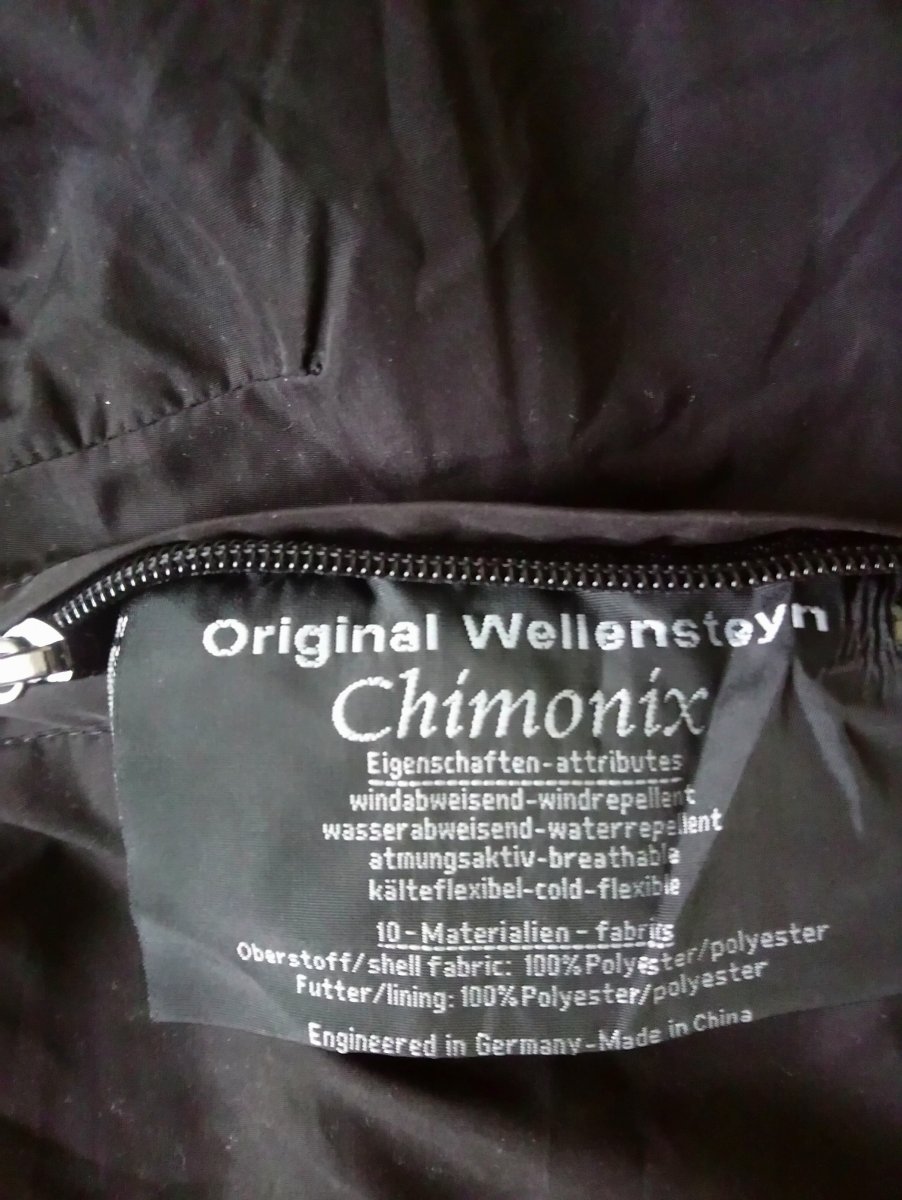 Original Wellensteyn
Chimonix
Eigenschaften-attributes
windabweisend-windrepellent
wasserabweisend-waterrepellent
atmungsaktiv-breathable
kälteflexibel-cold-flexible
10-Materialien-fabrics
Oberstoff/shell fabric: 100%Polyester/polyester
Futter/lining: 100%Polyester/polyester
Engineered in Germany-Made in China